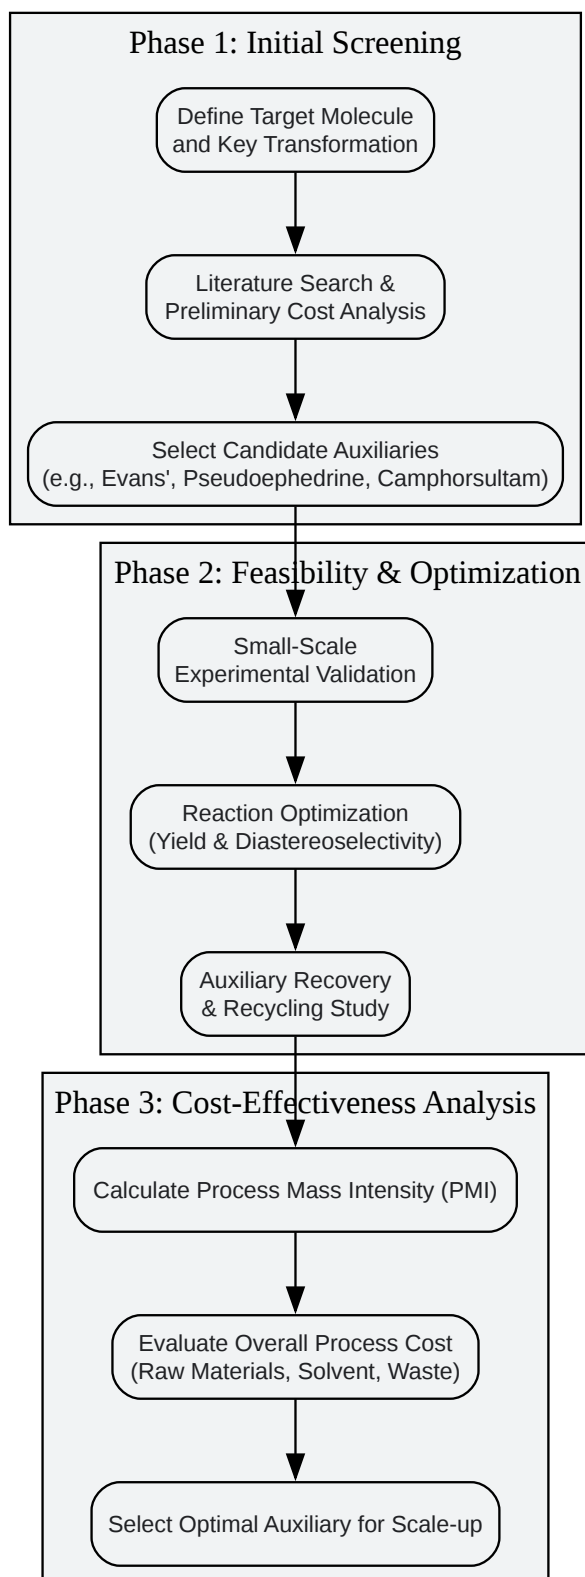 Phase 1: Initial Screening
Define Target Molecule
and Key Transformation
Literature Search &
Preliminary Cost Analysis
Select Candidate Auxiliaries
(e.g., Evans', Pseudoephedrine, Camphorsultam)
Phase 2: Feasibility & Optimization
Small-Scale
Experimental Validation
Reaction Optimization
(Yield & Diastereoselectivity)
Auxiliary Recovery
& Recycling Study
Phase 3: Cost-Effectiveness Analysis
Calculate Process Mass Intensity (PMI)
Evaluate Overall Process Cost
(Raw Materials, Solvent, Waste)
Select Optimal Auxiliary for Scale-up